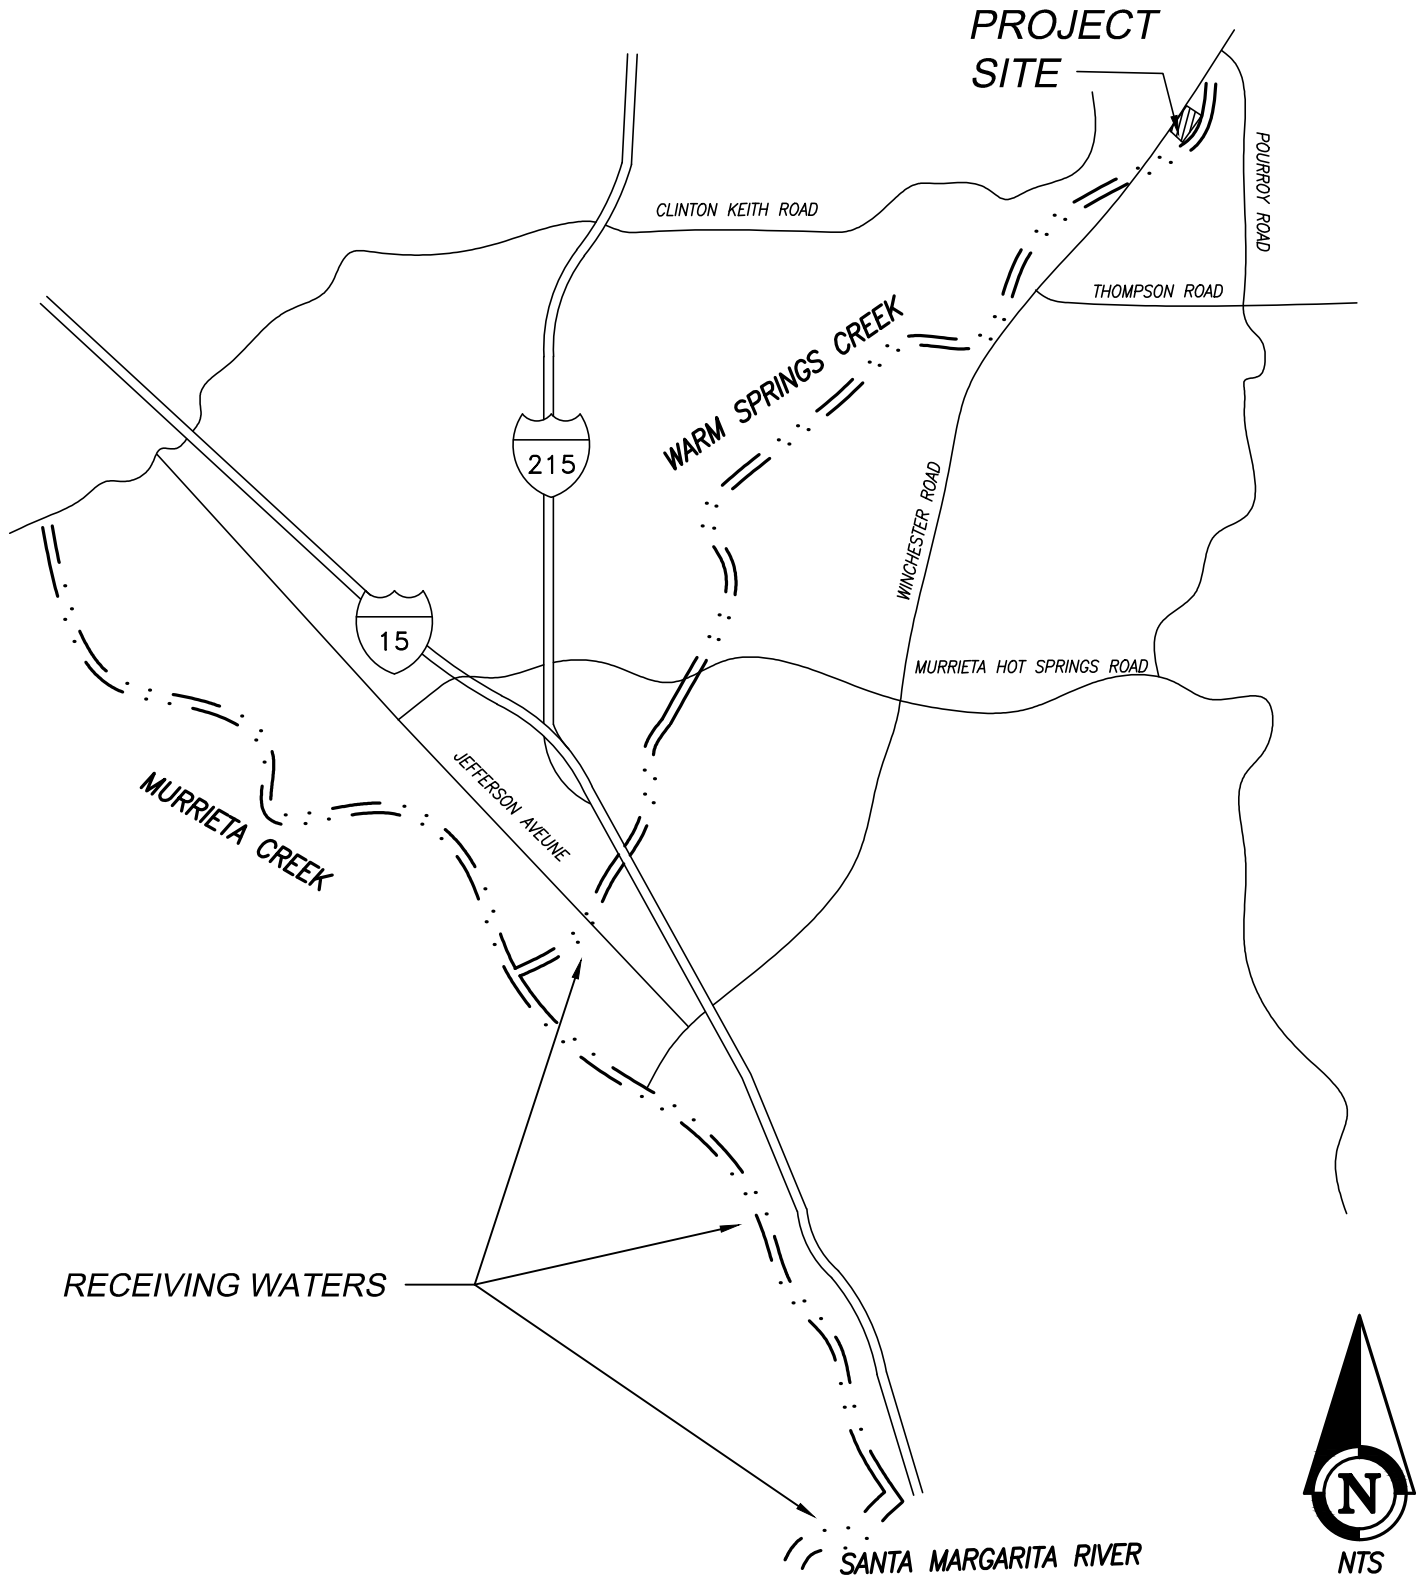 PROJECT
SITE
POURROY ROAD
CLINTON KEITH ROAD
THOMPSON ROAD
WARM SPRINGS CREEK
215
WINCHESTER ROAD
15
MURRIETA HOT SPRINGS ROAD
JEFFERSON AVEUNE
MURRIETA CREEK
RECEIVING WATERS
N
SANTA MARGARITA RIVER
NTS